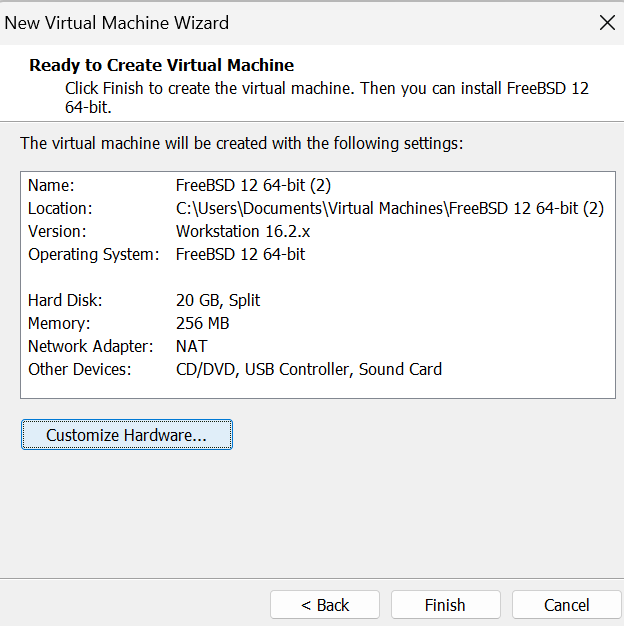 New Virtual Machine Wizard
Ready to Create Virtual Machine
Click Finish to create the virtual machine. Then you can install FreeBSD 12
64-bit.
The virtual machine will be created with the following settings:
Name: FreeBSD 12 64-bit (2)
Location: C:\Users\Documents\Virtual Machines\FreeBSD 12 64-bit (2)
Version: Workstation 16.2.x
Operating System: FreeBSD 12 64-bit
Hard Disk: 20 GB, Split
Memory: 256 MB
Network Adapter: NAT
Other Devices: CD/DVD, USB Controller, Sound Card
Customize Hardware...
< Back Finish Cancel